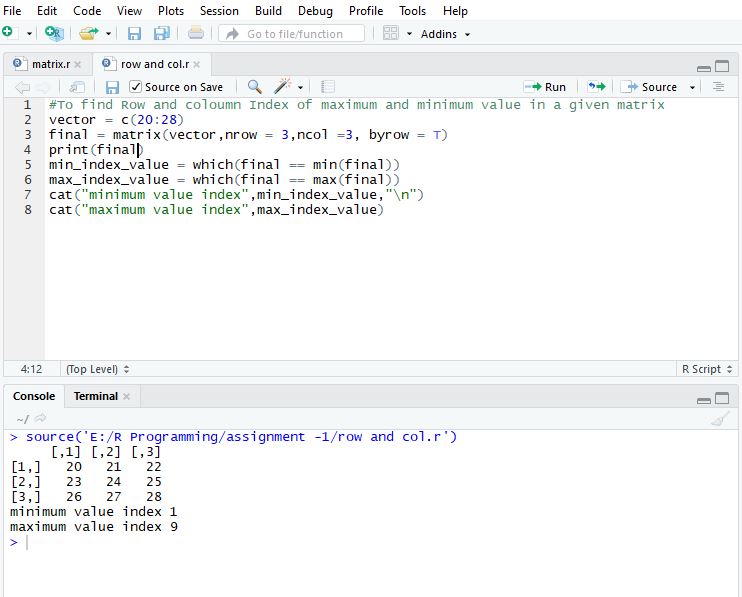 File Edit Code View Plots Session Build Debug Profile Tools Help
Go to file/function Addins
matrix.r row and col.r
Source on Save Run Source
1 #To find Row and coloumn Index of maximum and minimum value in a given matrix
2 vector = c(20:28)
3 final = matrix(vector,nrow = 3,ncol =3, byrow = T)
4 print(final)
5 min_index_value = which(final == min(final))
6 max_index_value = which(final == max(final))
7 cat("minimum value index",min_index_value,"\n")
8 cat("maximum value index",max_index_value)
4:12 (Top Level) R Script
Console Terminal
~/
> source('E:/R Programming/assignment -1/row and col.r')
[,1] [,2] [,3]
[1,] 20 21 22
[2,] 23 24 25
[3,] 26 27 28
minimum value index 1
maximum value index 9
>